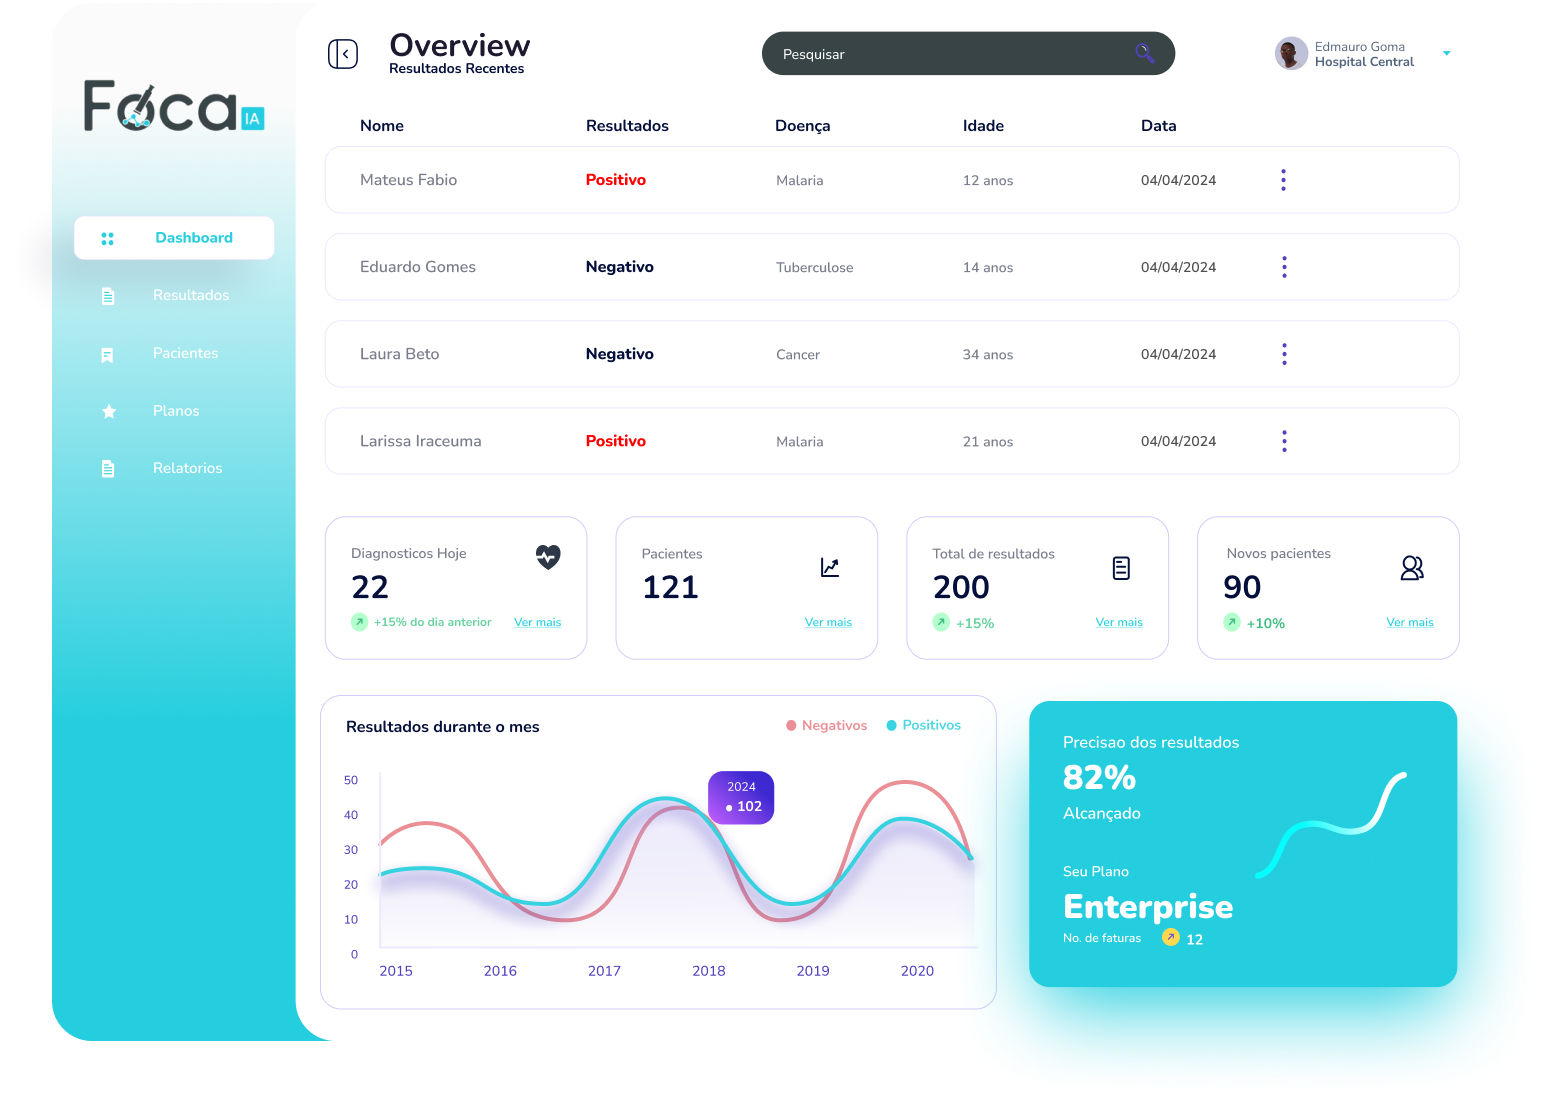 Foca IA
Dashboard
Resultados
Pacientes
Planos
Relatorios
Overview
Resultados Recentes
Pesquisar
Edmauro Goma
Hospital Central
Nome Resultados Doença Idade Data
Mateus Fabio Positivo Malaria 12 anos 04/04/2024
Eduardo Gomes Negativo Tuberculose 14 anos 04/04/2024
Laura Beto Negativo Cancer 34 anos 04/04/2024
Larissa Iraceuma Positivo Malaria 21 anos 04/04/2024
Diagnosticos Hoje
22
+15% do dia anterior Ver mais
Pacientes
121
Ver mais
Total de resultados
200
+15% Ver mais
Novos pacientes
90
+10% Ver mais
Resultados durante o mes
Negativos Positivos
50
40
30
20
10
0
2024
102
2015 2016 2017 2018 2019 2020
Precisao dos resultados
82%
Alcançado
Seu Plano
Enterprise
No. de faturas 12